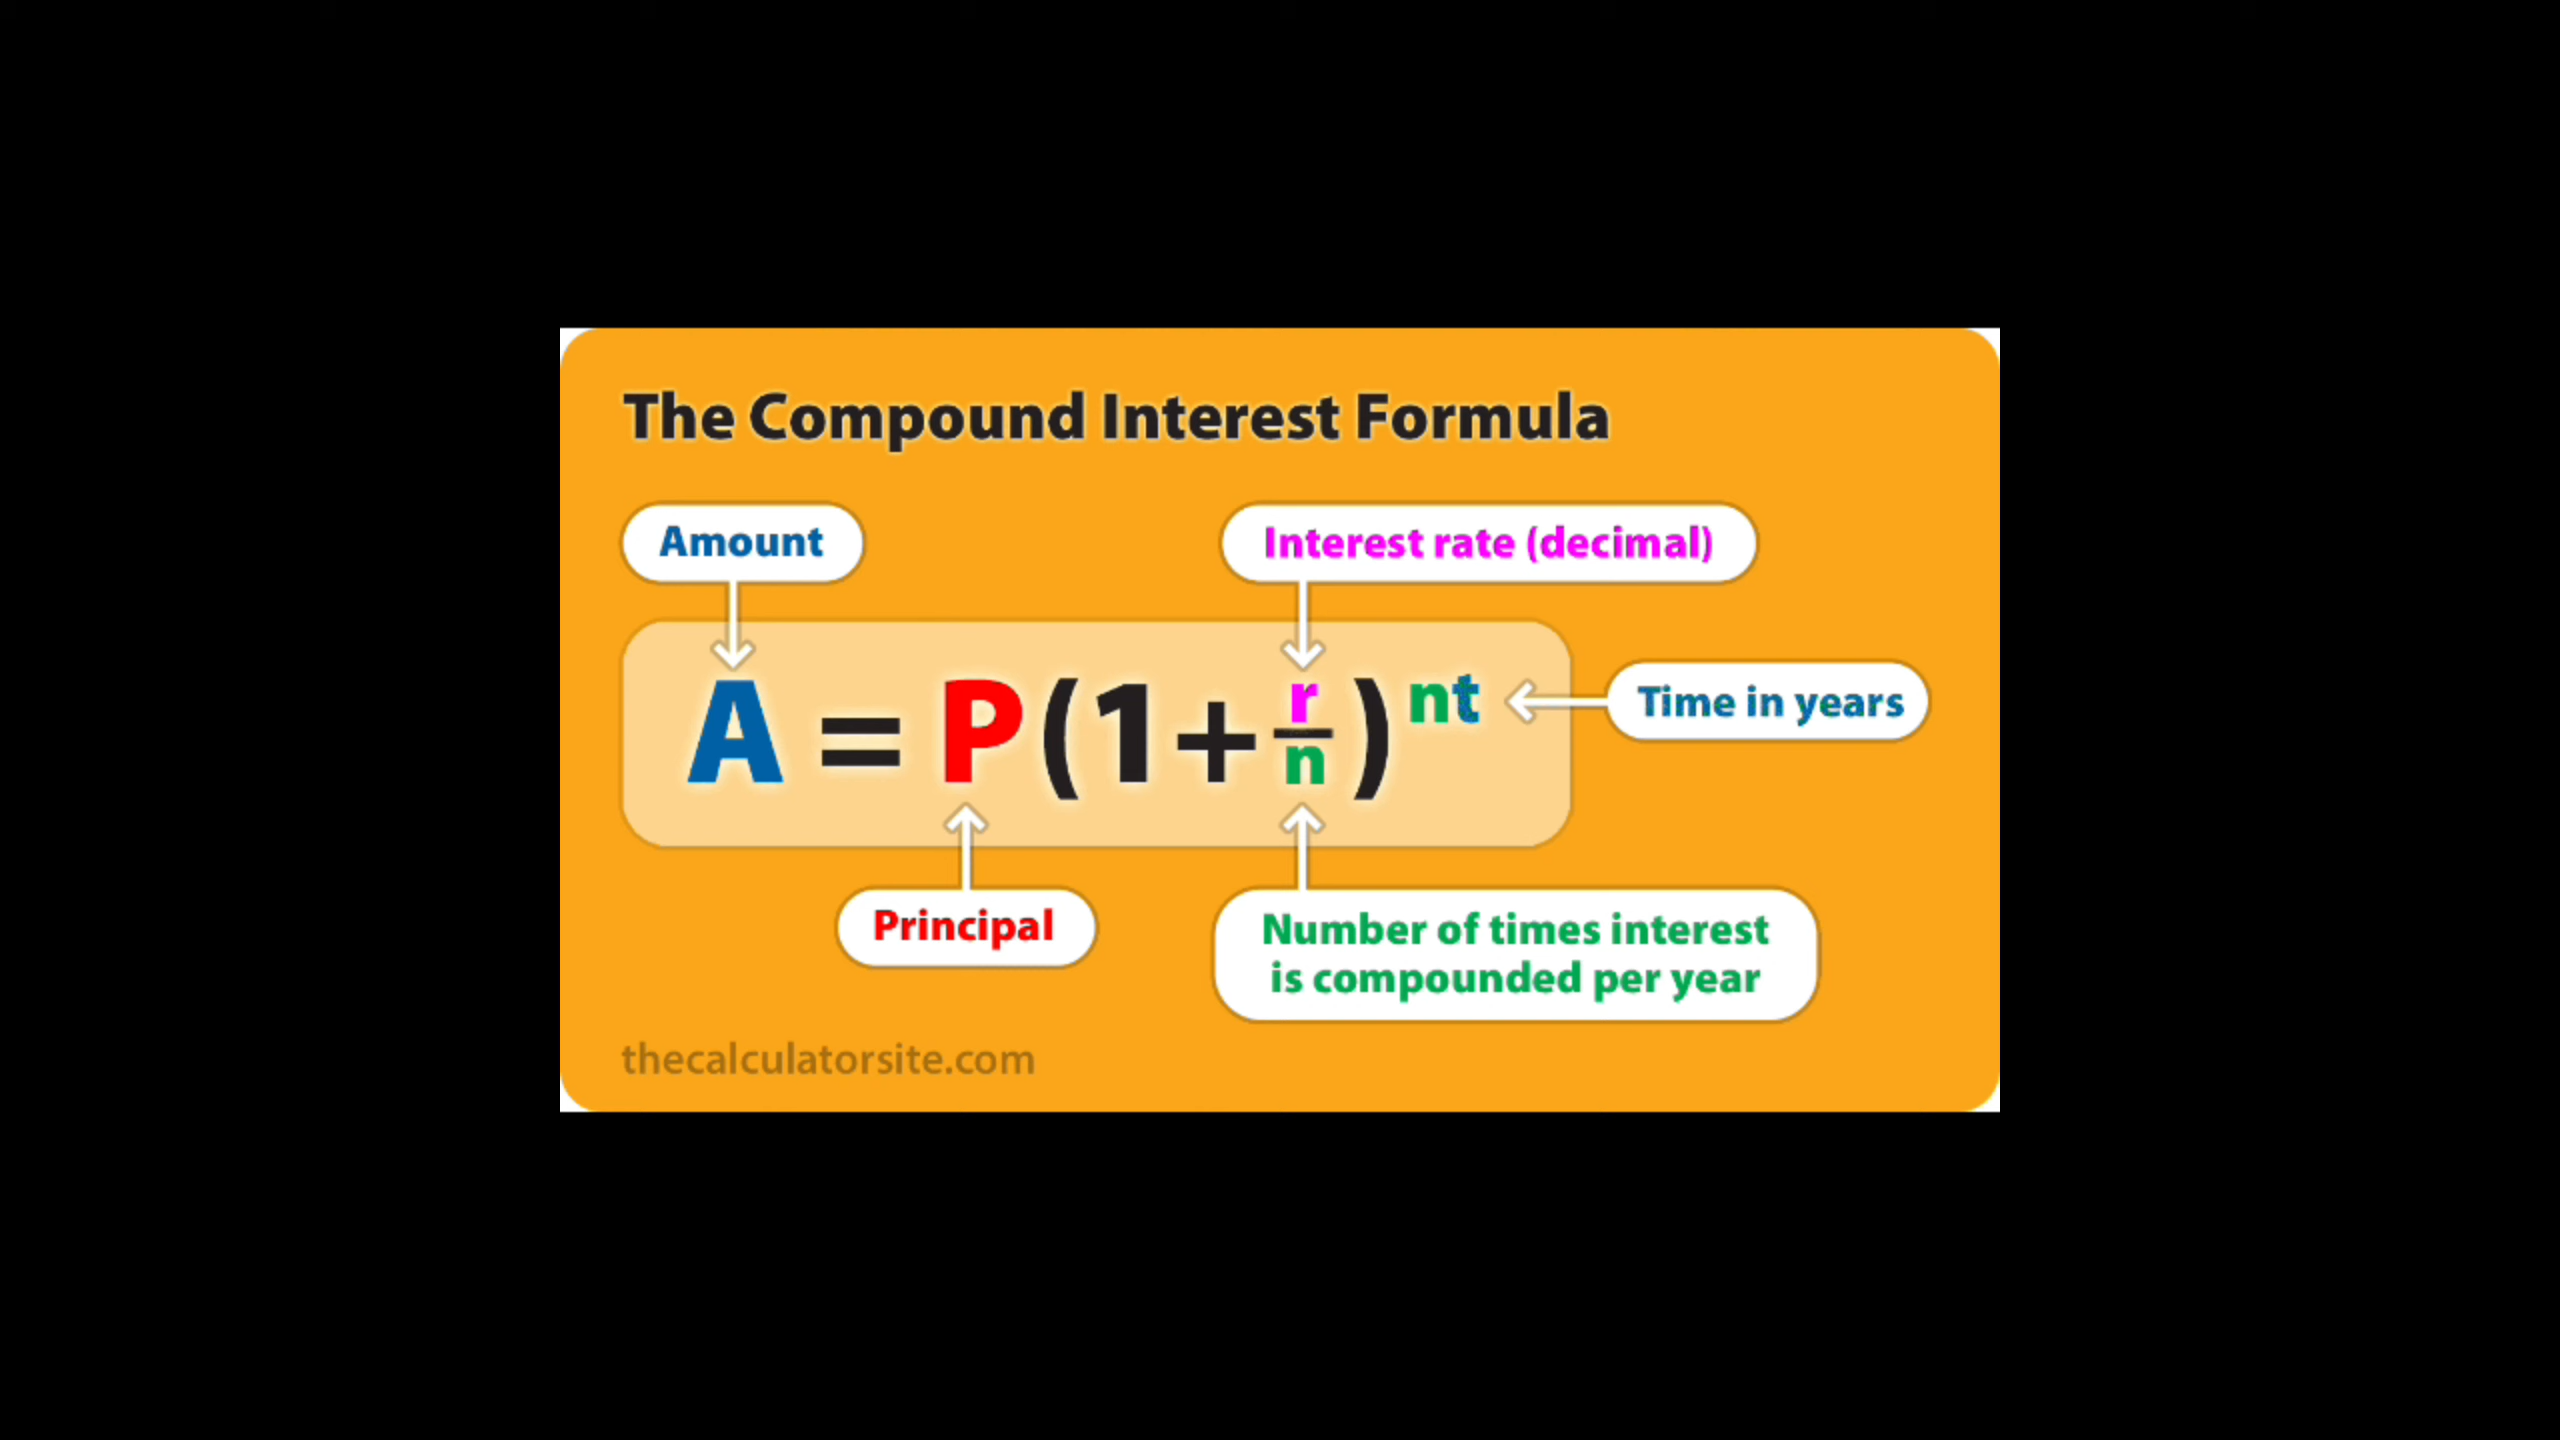 The Compound Interest Formula
Amount
Interest rate (decimal)
A = P(1+r/n)^nt
Time in years
Principal
Number of times interest
is compounded per year
thecalculatorsite.com